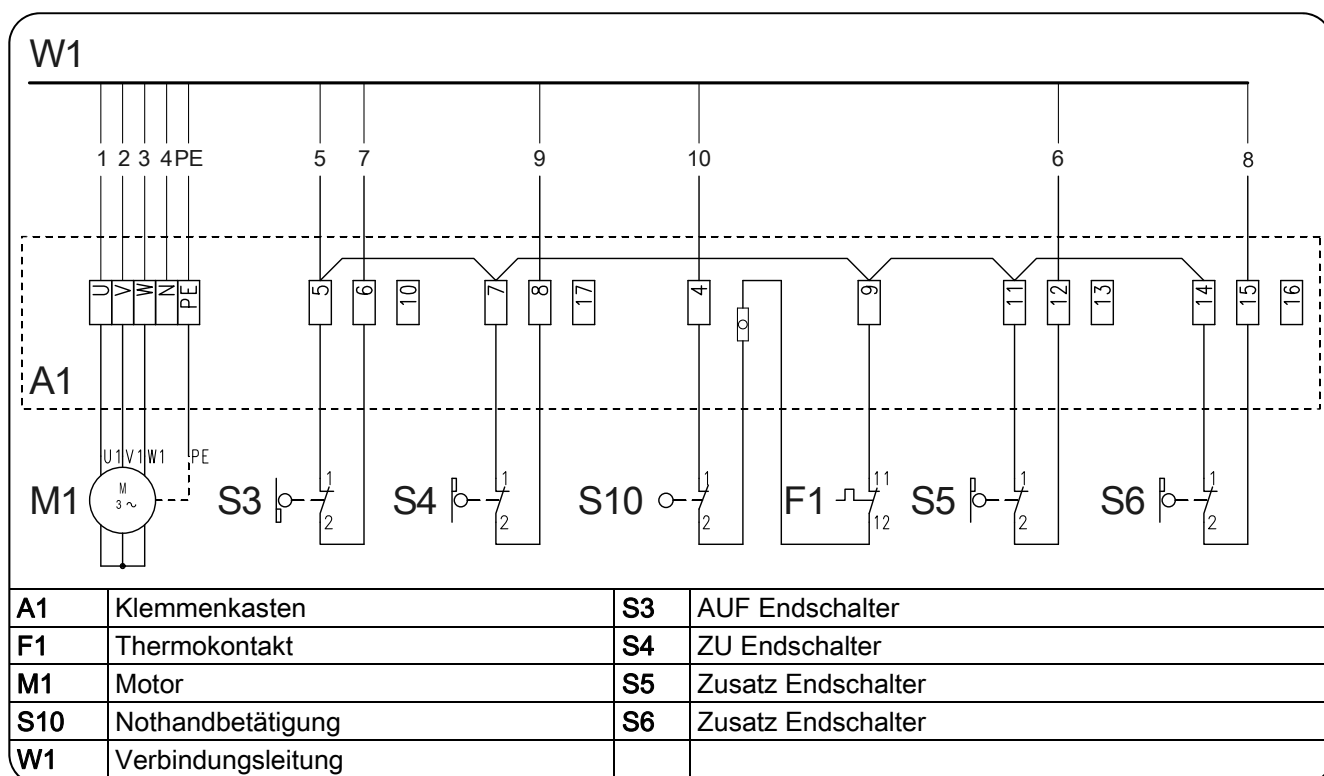 W1
1 2 3 4 PE 5 7 9 10 6 8
U V W N PE 5 6 10 7 8 17 4 9 11 12 13 14 15 16
A1
U1 V1 W1 PE
M1 M 3 ~ S3 1 2 S4 1 2 S10 1 2 F1 11 12 S5 1 2 S6 1 2
A1 Klemmenkasten S3 AUF Endschalter
F1 Thermokontakt S4 ZU Endschalter
M1 Motor S5 Zusatz Endschalter
S10 Nothandbetätigung S6 Zusatz Endschalter
W1 Verbindungsleitung